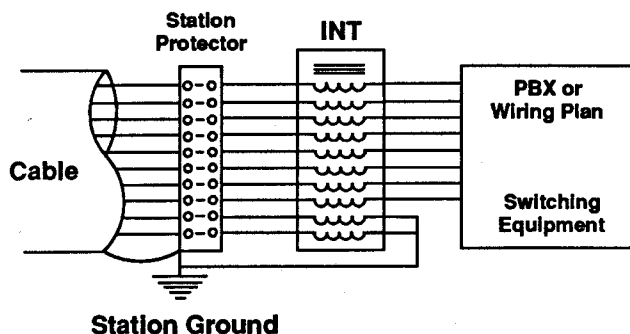 Station
Protector
INT
PBX or
Wiring Plan
Cable
Switching
Equipment
Station Ground